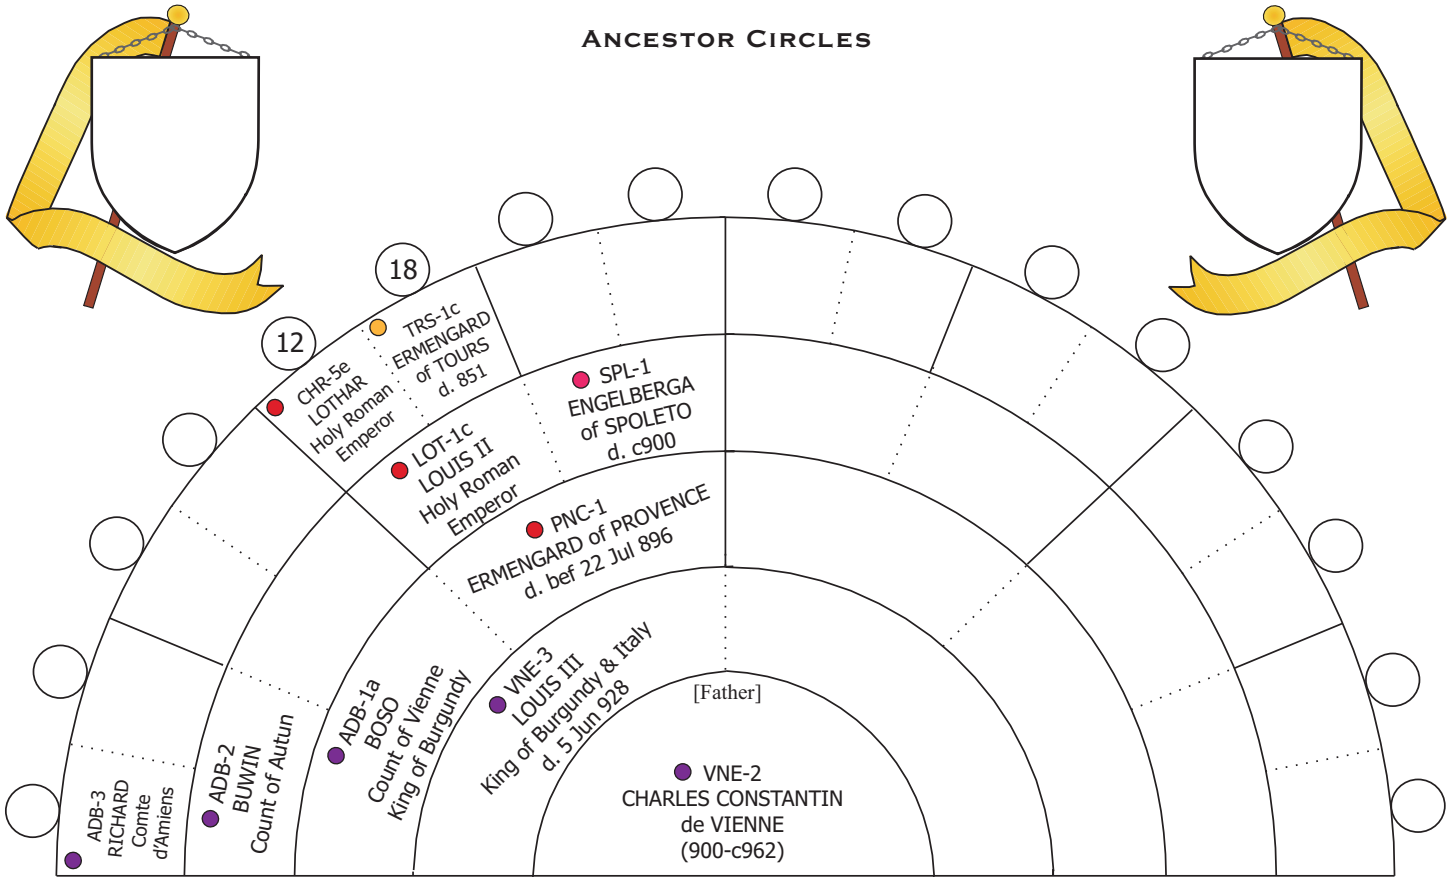 ANCESTOR CIRCLES
18
12
TRS-1c
ERMENGARD
of TOURS
d. 851
CHR-5e
LOTHAR
Holy Roman
Emperor
SPL-1
ENGELBERGA
of SPOLETO
d. c900
LOT-1c
LOUIS II
Holy Roman
Emperor
PNC-1
ERMENGARD of PROVENCE
d. bef 22 Jul 896
VNE-3
LOUIS III
King of Burgundy & Italy
d. 5 Jun 928
ADB-1a
BOSO
Count of Vienne
King of Burgundy
ADB-2
BUWIN
Count of Autun
ADB-3
RICHARD
Comte
d'Amiens
[Father]
VNE-2
CHARLES CONSTANTIN
de VIENNE
(900-c962)